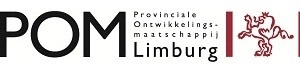 POM
Provinciale
Ontwikkelings-
maatschappij
Limburg